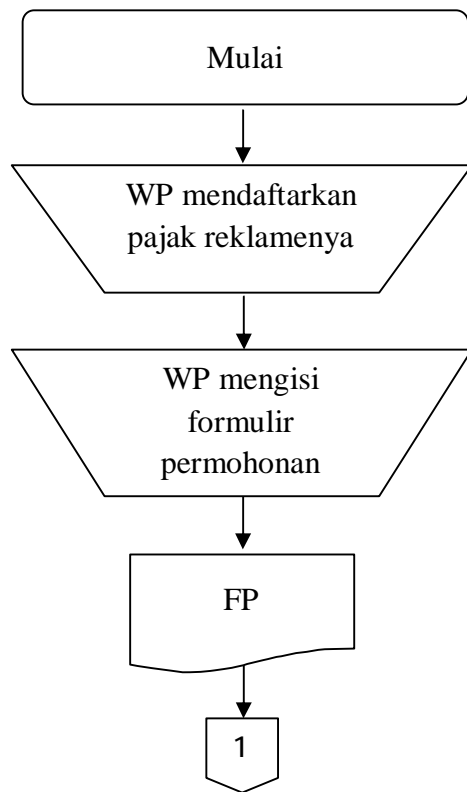 Mulai
WP mendaftarkan
pajak reklamenya
WP mengisi
formulir
permohonan
FP
1